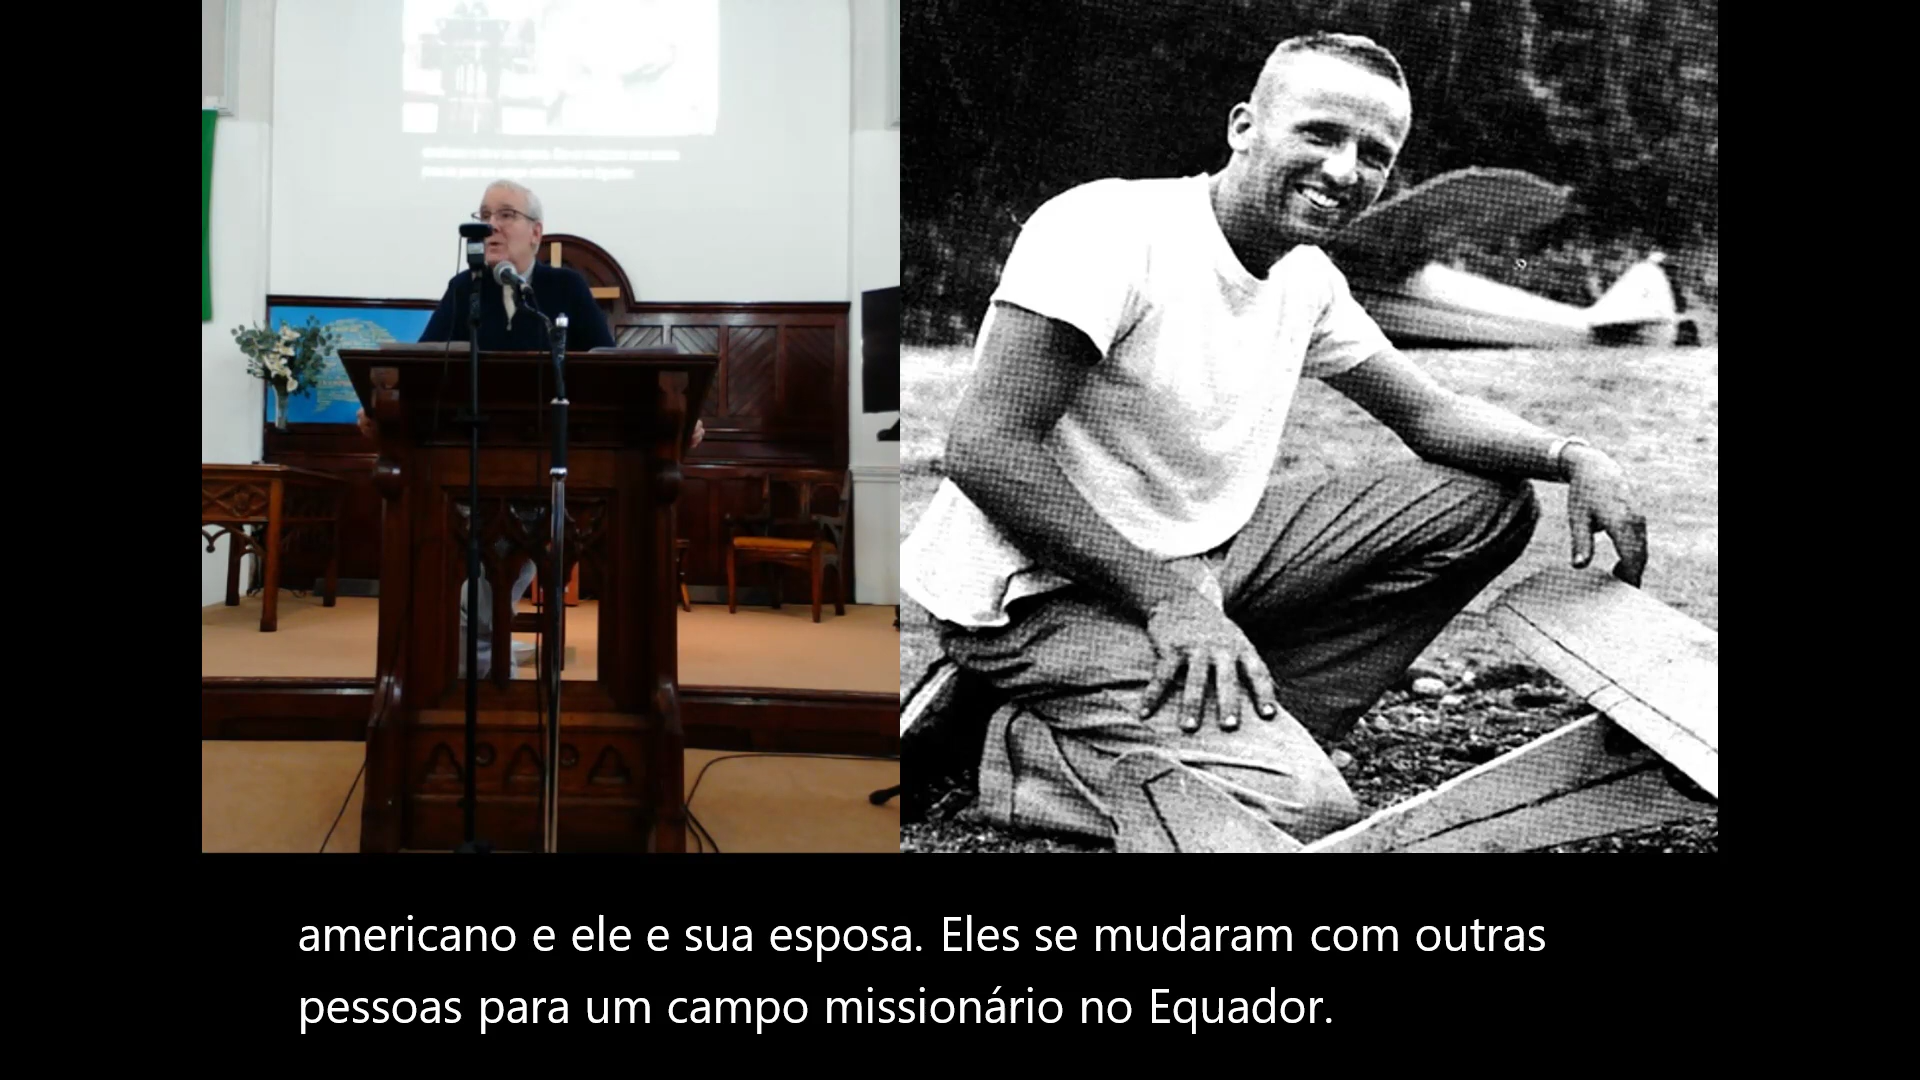 americano e ele e sua esposa. Eles se mudaram com outras
pessoas para um campo missionário no Equador.